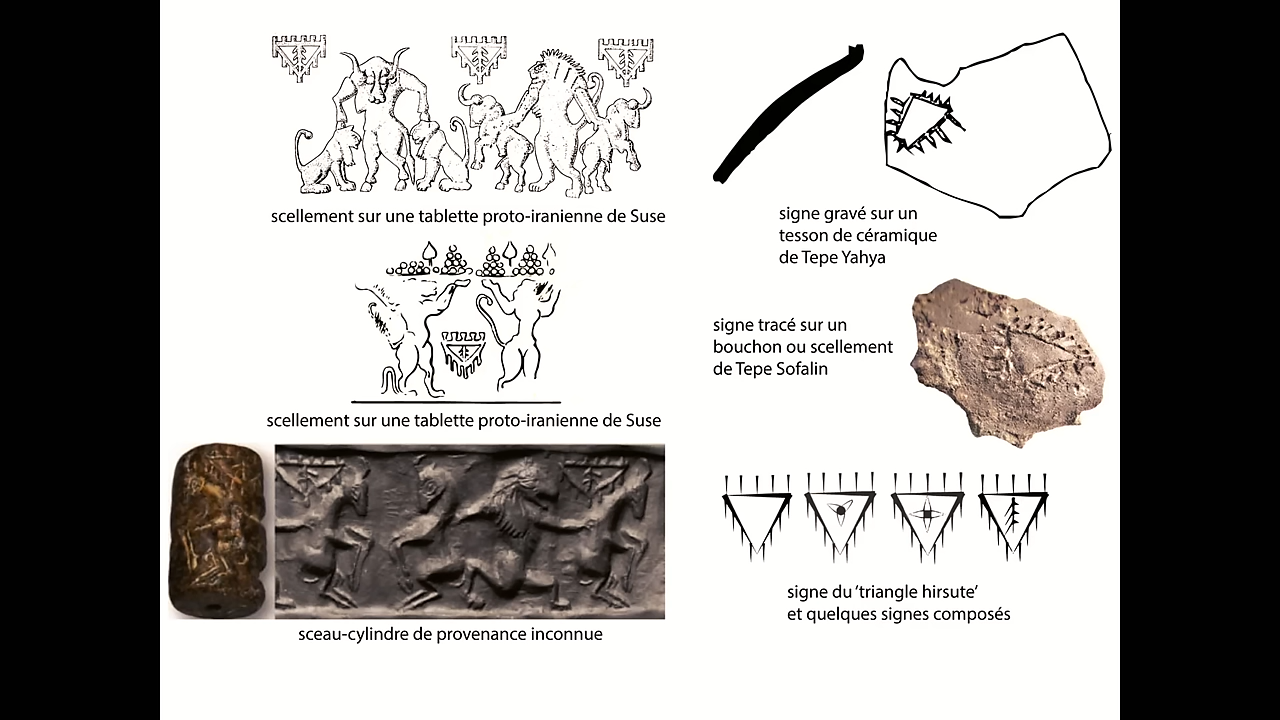 scellement sur une tablette proto-iranienne de Suse
signe gravé sur un
tesson de céramique
de Tepe Yahya
signe tracé sur un
bouchon ou scellement
de Tepe Sofalin
scellement sur une tablette proto-iranienne de Suse
sceau-cylindre de provenance inconnue
signe du ‘triangle hirsute’
et quelques signes composés